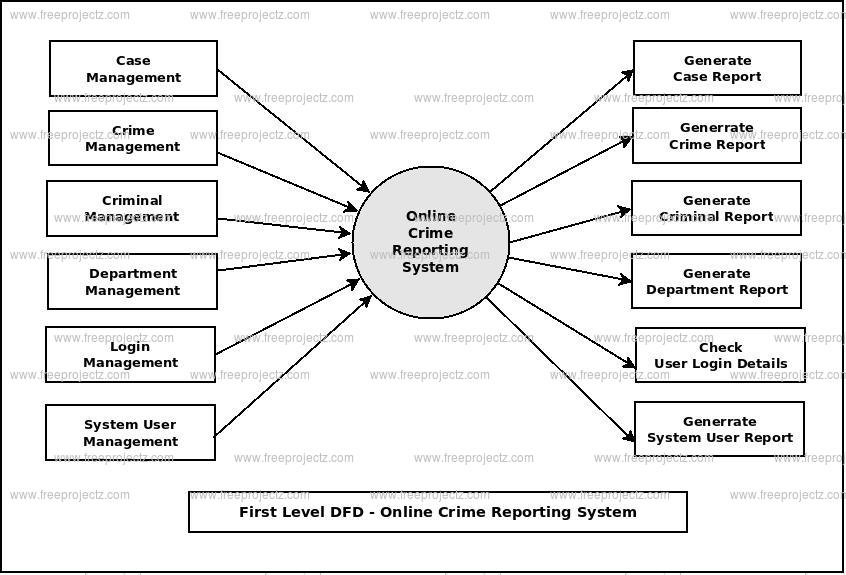 Case
Management
Crime
Management
Criminal
Management
Department
Management
Login
Management
System User
Management
Online
Crime
Reporting
System
Generate
Case Report
Generrate
Crime Report
Generate
Criminal Report
Generate
Department Report
Check
User Login Details
Generrate
System User Report
First Level DFD - Online Crime Reporting System
www.freeprojectz.com